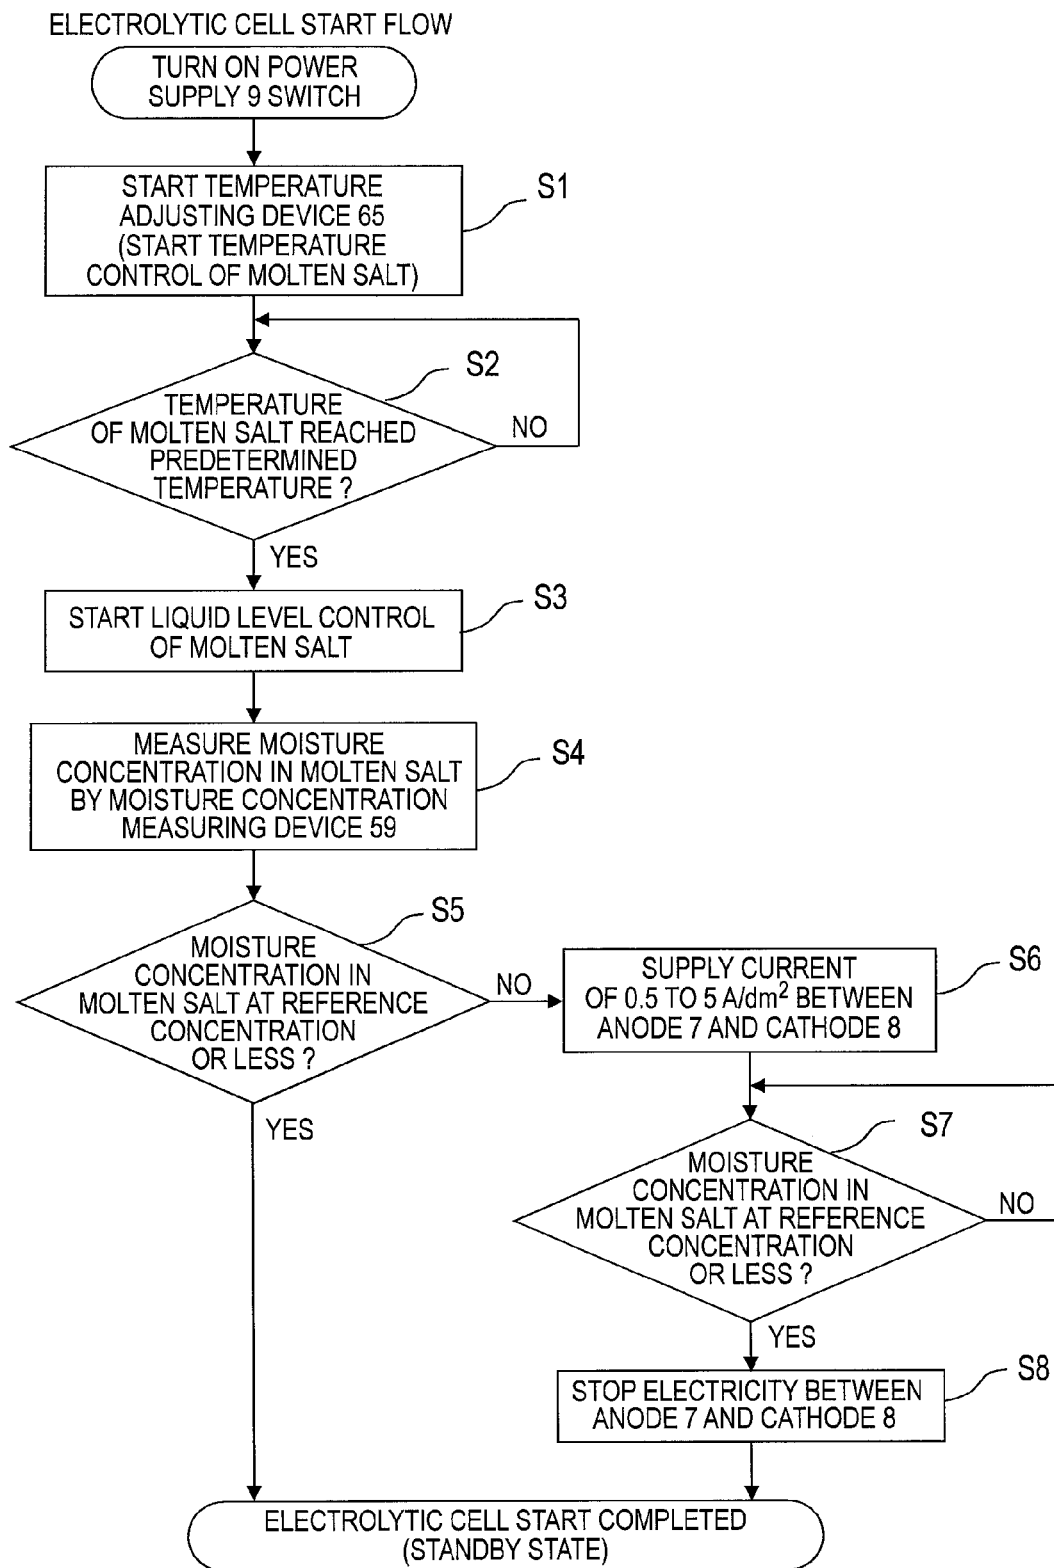 ELECTROLYTIC CELL START FLOW
TURN ON POWER
SUPPLY 9 SWITCH
START TEMPERATURE
ADJUSTING DEVICE 65
(START TEMPERATURE
CONTROL OF MOLTEN SALT)
S1
TEMPERATURE
OF MOLTEN SALT REACHED
PREDETERMINED
TEMPERATURE ?
S2
NO
YES
START LIQUID LEVEL CONTROL
OF MOLTEN SALT
S3
MEASURE MOISTURE
CONCENTRATION IN MOLTEN SALT
BY MOISTURE CONCENTRATION
MEASURING DEVICE 59
S4
MOISTURE
CONCENTRATION IN
MOLTEN SALT AT REFERENCE
CONCENTRATION
OR LESS ?
S5
NO
YES
SUPPLY CURRENT
OF 0.5 TO 5 A/dm² BETWEEN
ANODE 7 AND CATHODE 8
S6
MOISTURE
CONCENTRATION IN
MOLTEN SALT AT REFERENCE
CONCENTRATION
OR LESS ?
S7
NO
YES
STOP ELECTRICITY BETWEEN
ANODE 7 AND CATHODE 8
S8
ELECTROLYTIC CELL START COMPLETED
(STANDBY STATE)